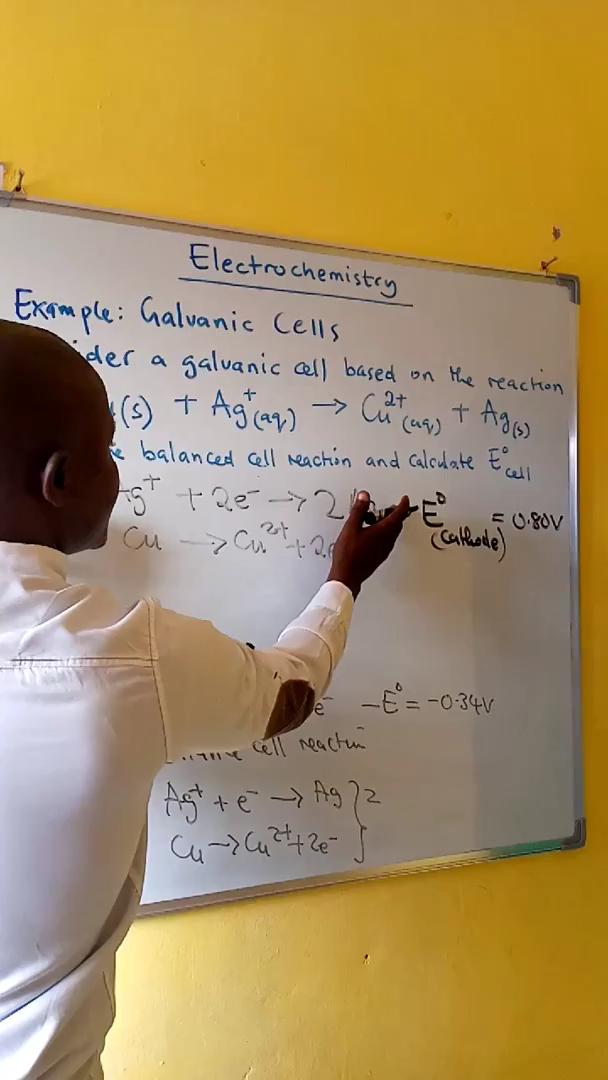 Electrochemistry
Example: Galvanic Cells
a galvanic cell based on the reaction
(s) + Ag⁺(aq) → Cu²⁺(aq) + Ag(s)
balanced cell reaction and calculate E°cell
+ 2e⁻ → 2 E°(cathode) = 0.80V
Cu → Cu²⁺ + 2e
e⁻ -E° = -0.34V
cell reaction
Ag⁺ + e⁻ → Ag } 2
Cu → Cu²⁺ + 2e⁻